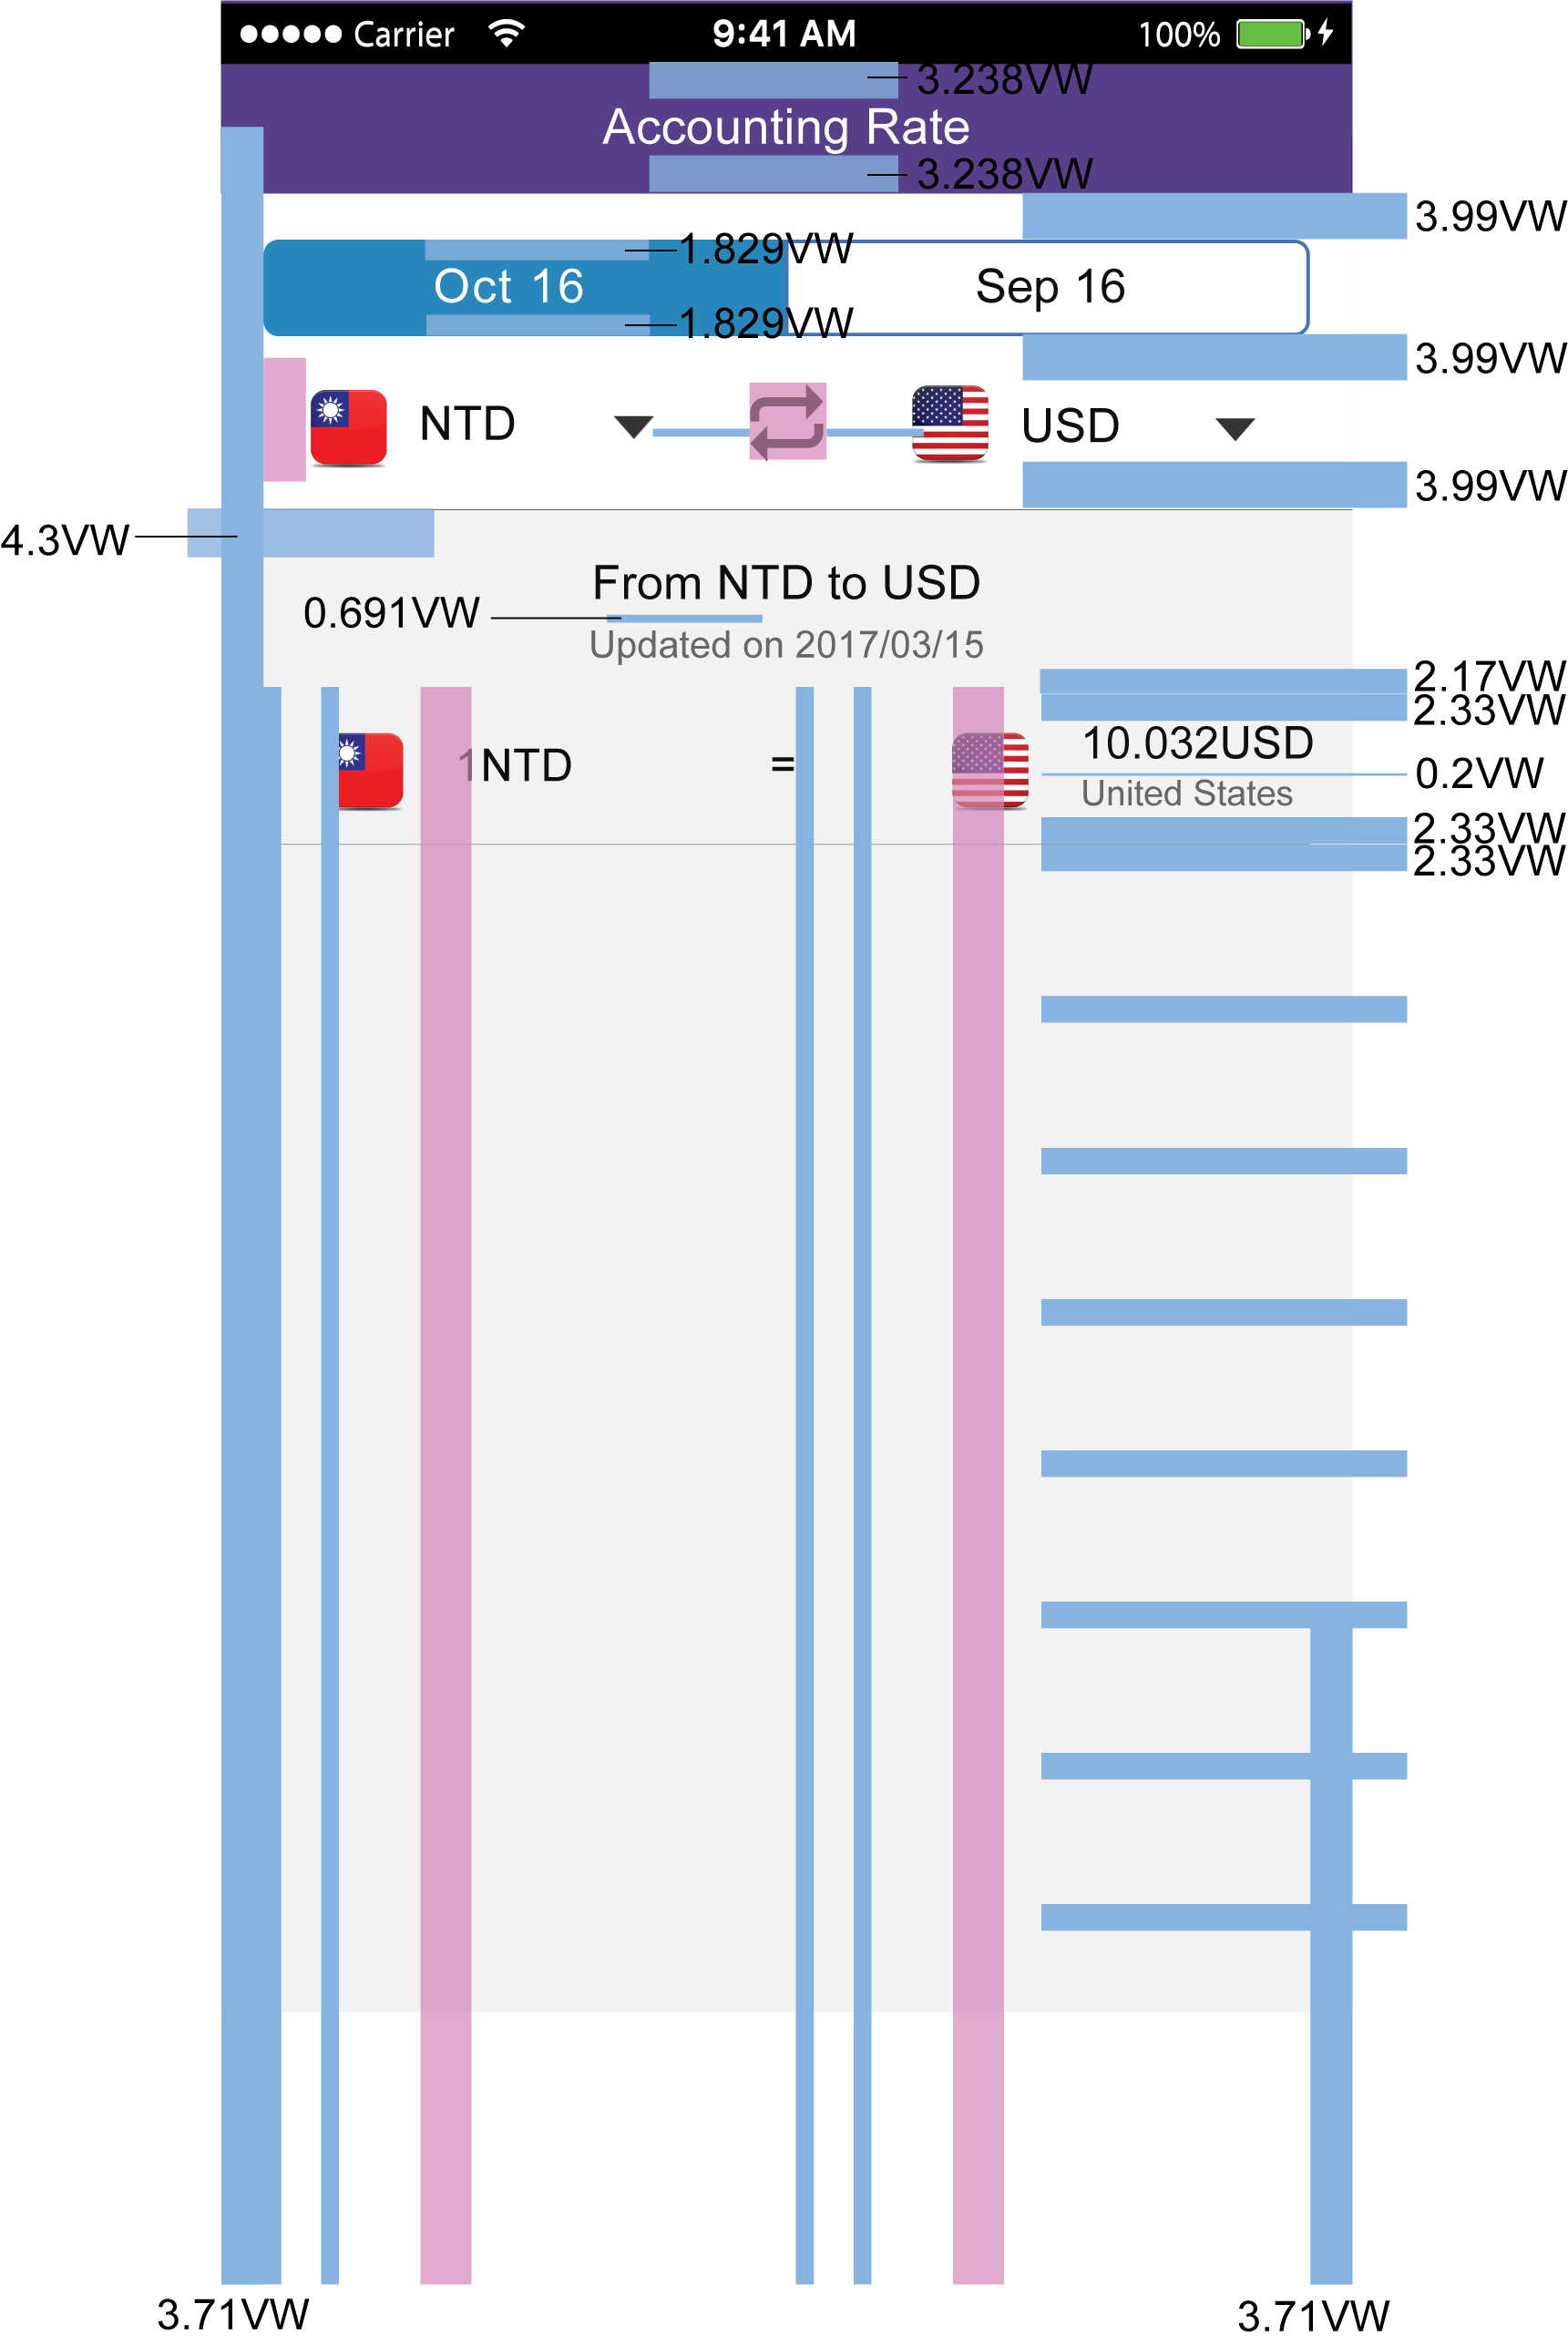 Carrier 9:41 AM 100%
3.238VW
Accounting Rate
3.238VW
3.99VW
1.829VW
Oct 16 Sep 16
1.829VW
3.99VW
NTD USD
3.99VW
4.3VW
From NTD to USD
0.691VW
Updated on 2017/03/15
2.17VW
2.33VW
10.032USD
1NTD = 0.2VW
United States
2.33VW
2.33VW
3.71VW 3.71VW